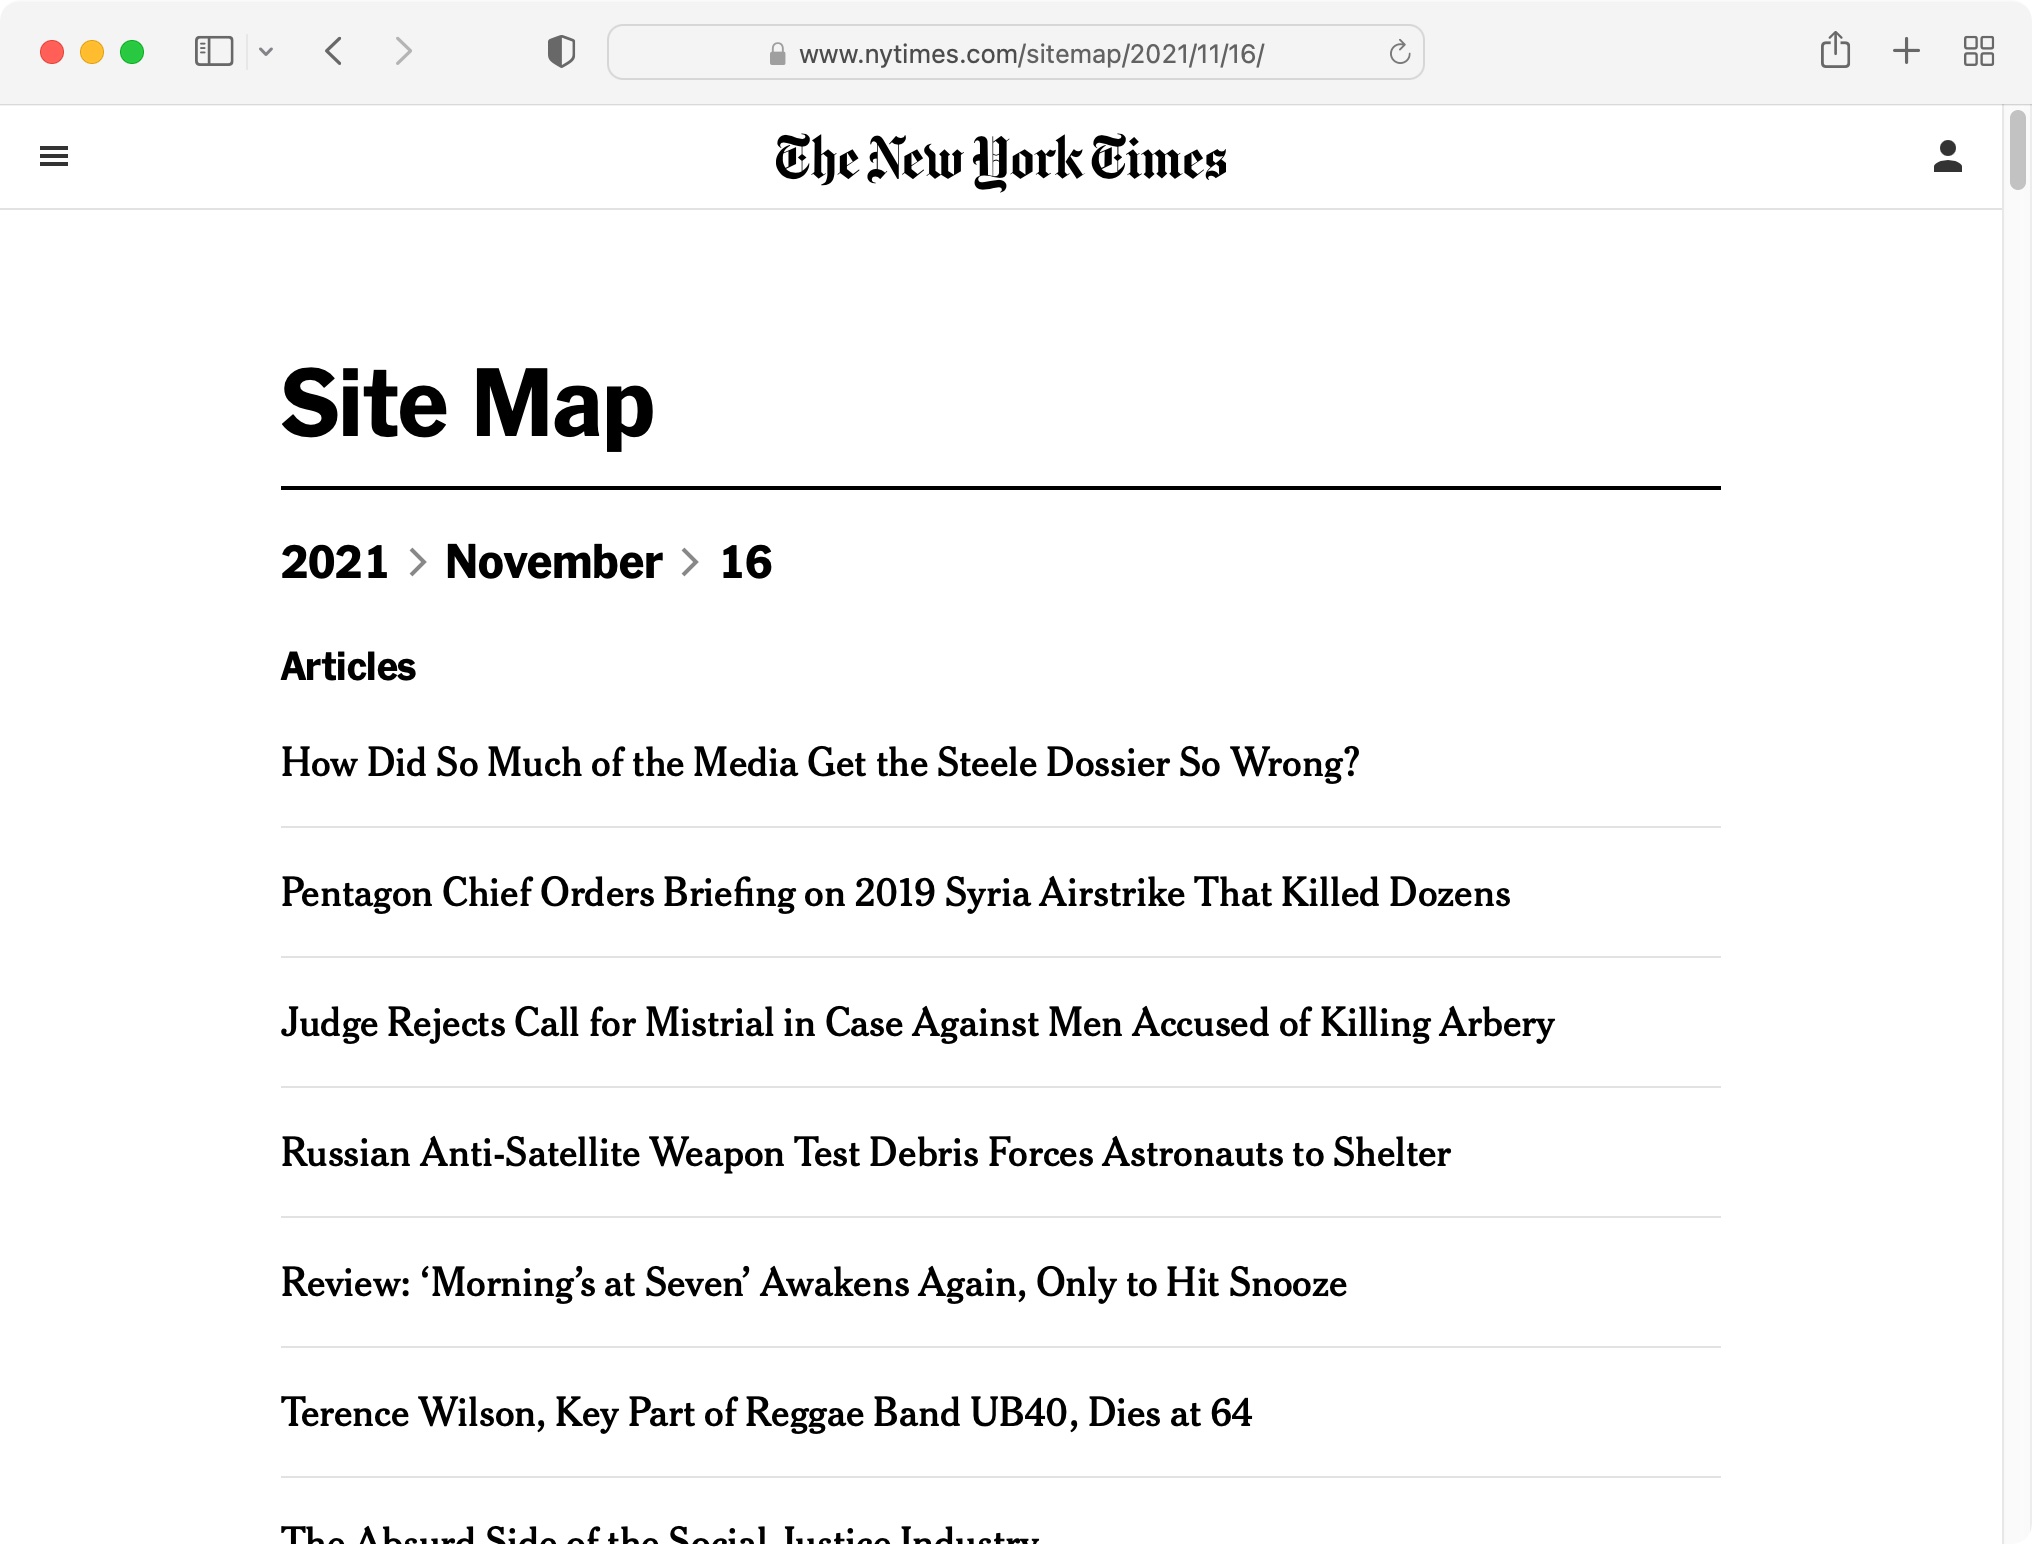 www.nytimes.com/sitemap/2021/11/16/
The New York Times
Site Map
2021 > November > 16
Articles
How Did So Much of the Media Get the Steele Dossier So Wrong?
Pentagon Chief Orders Briefing on 2019 Syria Airstrike That Killed Dozens
Judge Rejects Call for Mistrial in Case Against Men Accused of Killing Arbery
Russian Anti-Satellite Weapon Test Debris Forces Astronauts to Shelter
Review: ‘Morning’s at Seven’ Awakens Again, Only to Hit Snooze
Terence Wilson, Key Part of Reggae Band UB40, Dies at 64
The Absurd Side of the Social Justice Industry